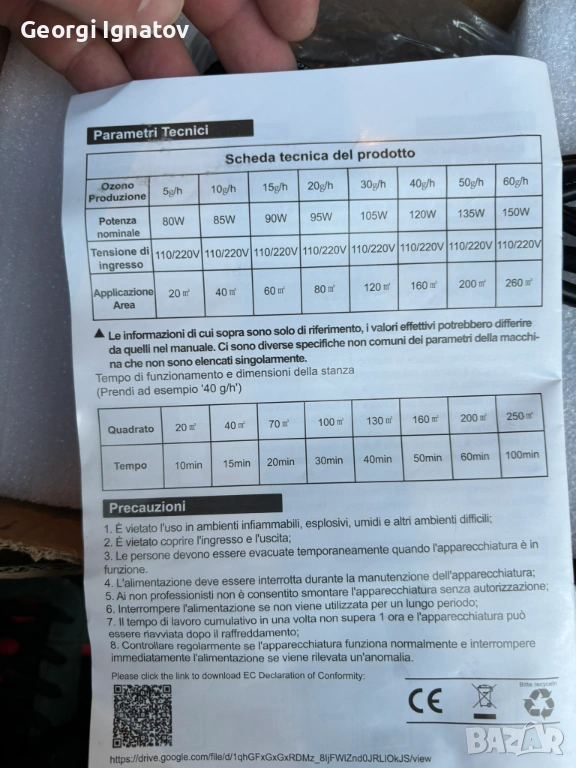 Georgi Ignatov
Parametri Tecnici
Scheda tecnica del prodotto
Ozono Produzione 5g/h 10g/h 15g/h 20g/h 30g/h 40g/h 50g/h 60g/h
Potenza nominale 80W 85W 90W 95W 105W 120W 135W 150W
Tensione di ingresso 110/220V 110/220V 110/220V 110/220V 110/220V 110/220V 110/220V 110/220V
Applicazione Area 20㎡ 40㎡ 60㎡ 80㎡ 120㎡ 160㎡ 200㎡ 260㎡
▲ Le informazioni di cui sopra sono solo di riferimento, i valori effettivi potrebbero differire
da quelli nel manuale. Ci sono diverse specifiche non comuni dei parametri della macchi-
na che non sono elencati singolarmente.
Tempo di funzionamento e dimensioni della stanza
(Prendi ad esempio '40 g/h')
Quadrato 20㎡ 40㎡ 70㎡ 100㎡ 130㎡ 160㎡ 200㎡ 250㎡
Tempo 10min 15min 20min 30min 40min 50min 60min 100min
Precauzioni
1. È vietato l'uso in ambienti infiammabili, esplosivi, umidi e altri ambienti difficili;
2. È vietato coprire l'ingresso e l'uscita;
3. Le persone devono essere evacuate temporaneamente quando l'apparecchiatura è in
funzione.
4. L'alimentazione deve essere interrotta durante la manutenzione dell'apparecchiatura;
5. Ai non professionisti non è consentito smontare l'apparecchiatura senza autorizzazione;
6. Interrompere l'alimentazione se non viene utilizzata per un lungo periodo;
7. Il tempo di lavoro cumulativo in una volta non supera 1 ora e l'apparecchiatura può
essere riavviata dopo il raffreddamento;
8. Controllare regolarmente se l'apparecchiatura funziona normalmente e interrompere
immediatamente l'alimentazione se viene rilevata un'anomalia.
Please click the link to download EC Declaration of Conformity:
Bitte recyceln
CE
https://drive.google.com/file/d/1qhGFxGxGxRDMz_8IjFWlZnd0JRLlOkJS/view
bazar